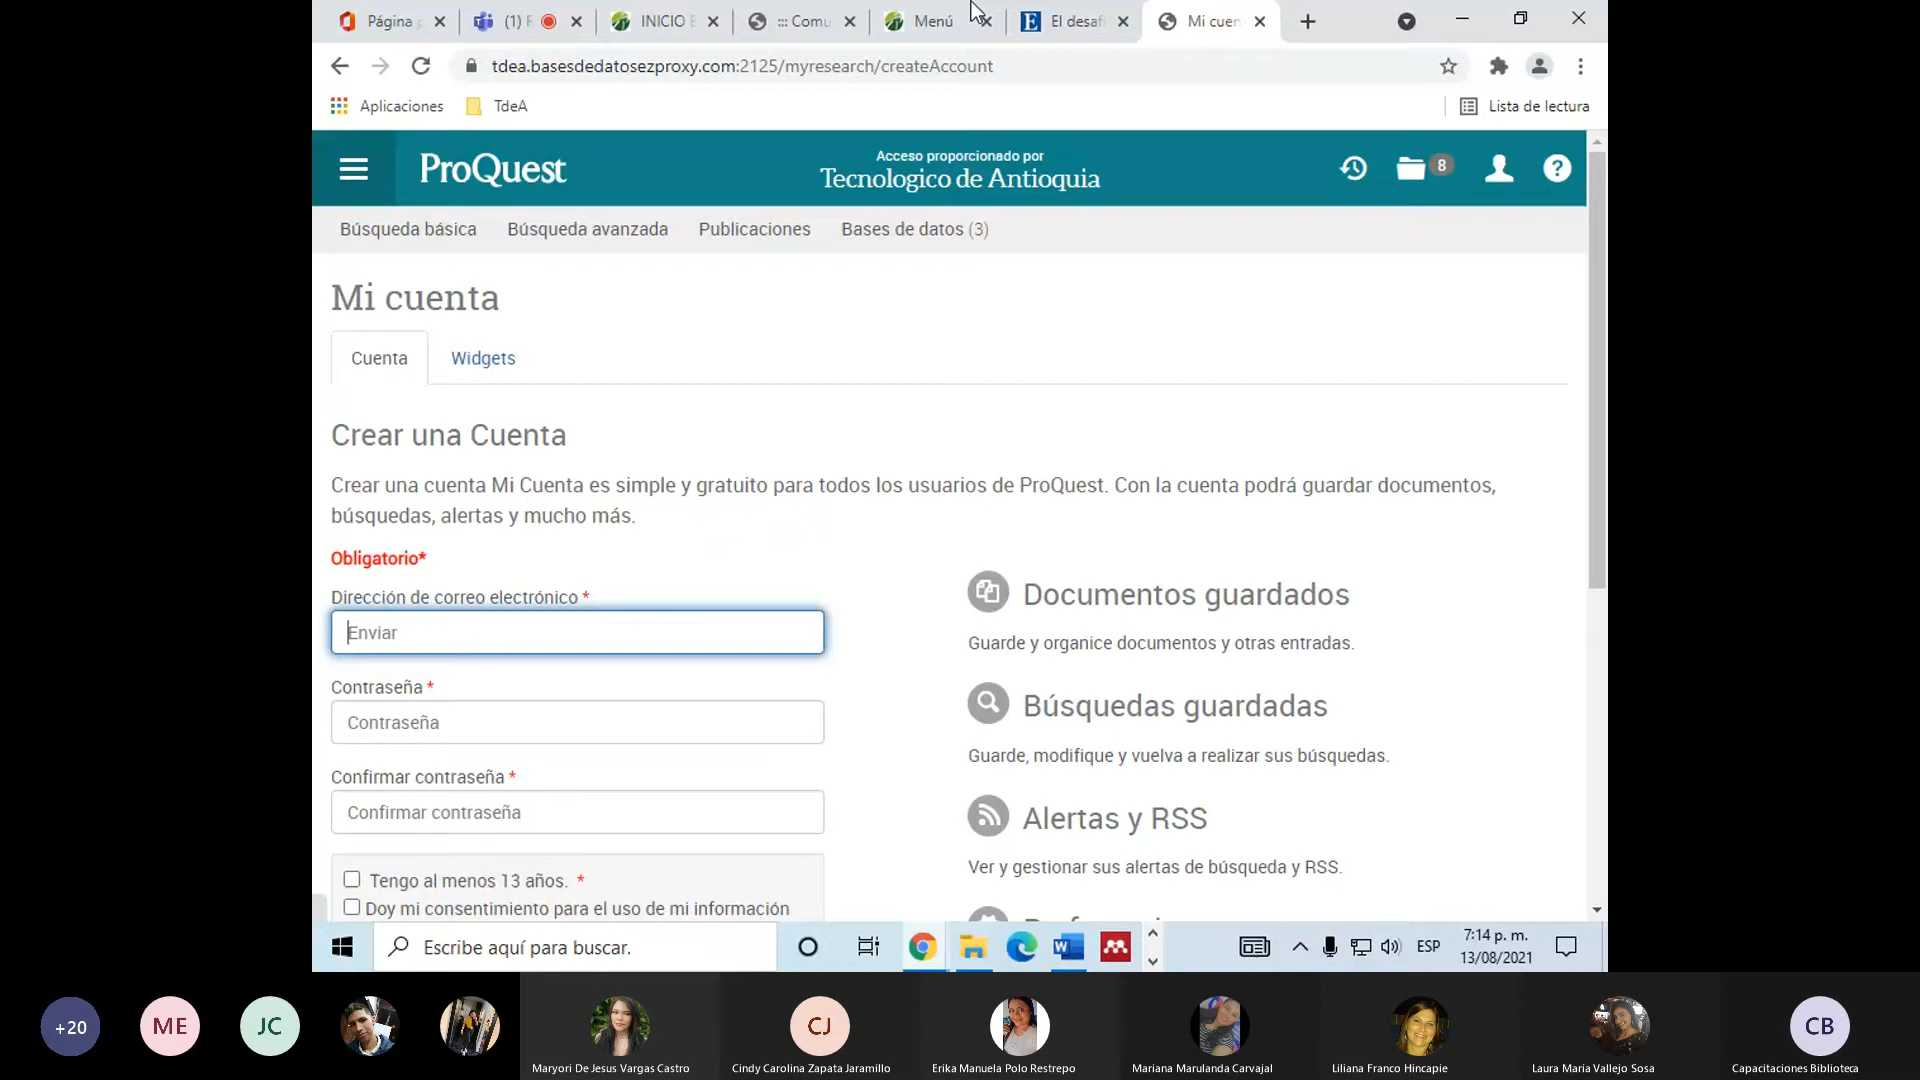 Página
(1)
INICIO
::: Comu
Menú
El desaf
Mi cuen
tdea.basesdedatosezproxy.com:2125/myresearch/createAccount
Aplicaciones
TdeA
Lista de lectura
ProQuest
Acceso proporcionado por
Tecnologico de Antioquia
8
Búsqueda básica
Búsqueda avanzada
Publicaciones
Bases de datos (3)
Mi cuenta
Cuenta
Widgets
Crear una Cuenta
Crear una cuenta Mi Cuenta es simple y gratuito para todos los usuarios de ProQuest. Con la cuenta podrá guardar documentos,
búsquedas, alertas y mucho más.
Obligatorio*
Dirección de correo electrónico *
Enviar
Contraseña *
Contraseña
Confirmar contraseña *
Confirmar contraseña
Tengo al menos 13 años. *
Doy mi consentimiento para el uso de mi información
Documentos guardados
Guarde y organice documentos y otras entradas.
Búsquedas guardadas
Guarde, modifique y vuelva a realizar sus búsquedas.
Alertas y RSS
Ver y gestionar sus alertas de búsqueda y RSS.
Escribe aquí para buscar.
ESP
7:14 p. m.
13/08/2021
+20
ME
JC
CJ
CB
Maryori De Jesus Vargas Castro
Cindy Carolina Zapata Jaramillo
Erika Manuela Polo Restrepo
Mariana Marulanda Carvajal
Liliana Franco Hincapie
Laura Maria Vallejo Sosa
Capacitaciones Biblioteca